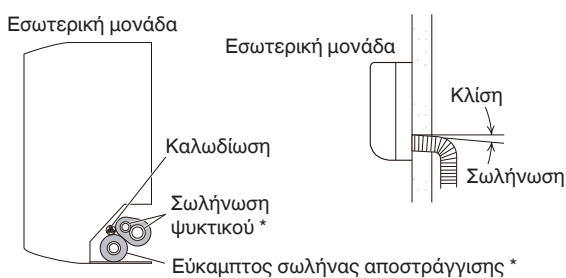 Εσωτερική μονάδα
Καλωδίωση
Σωλήνωση
ψυκτικού *
Εύκαμπτος σωλήνας αποστράγγισης *
Εσωτερική μονάδα
Κλίση
Σωλήνωση